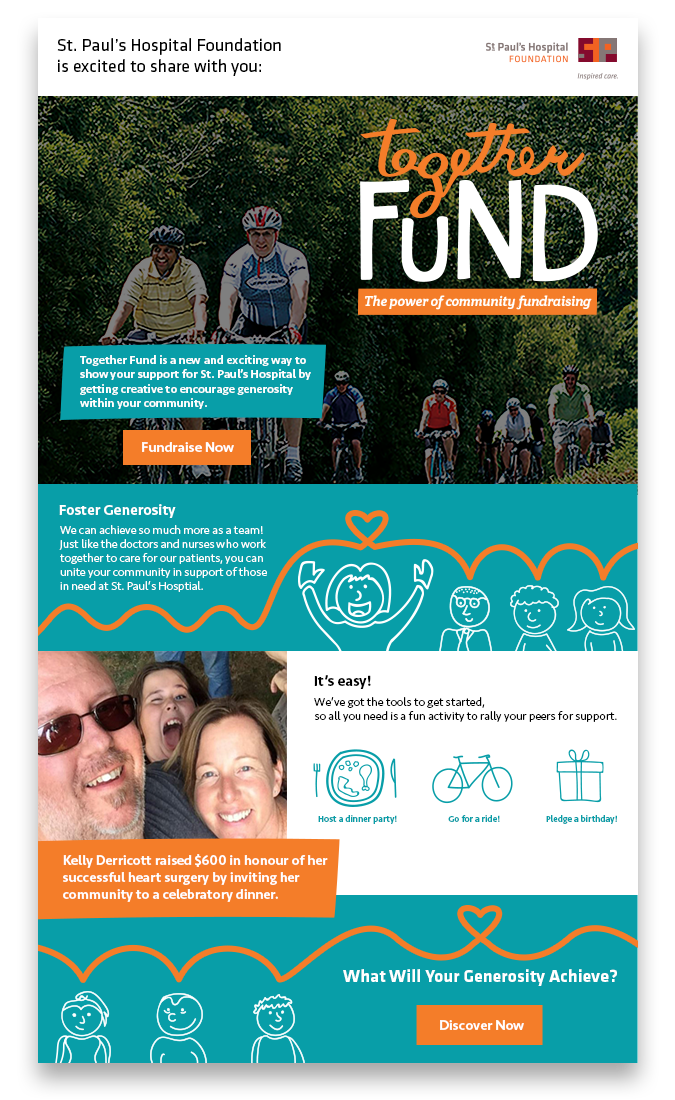 St. Paul's Hospital Foundation
is excited to share with you:
St. Paul's Hospital
FOUNDATION
Inspired care.
together
FUND
The power of community fundraising
Together Fund is a new and exciting way to
show your support for St. Paul's Hospital by
getting creative to encourage generosity
within your community.
Fundraise Now
Foster Generosity
We can achieve so much more as a team!
Just like the doctors and nurses who work
together to care for our patients, you can
unite your community in support of those
in need at St. Paul's Hosptial.
It's easy!
We've got the tools to get started,
so all you need is a fun activity to rally your peers for support.
Host a dinner party!
Go for a ride!
Pledge a birthday!
Kelly Derricott raised $600 in honour of her
successful heart surgery by inviting her
community to a celebratory dinner.
What Will Your Generosity Achieve?
Discover Now